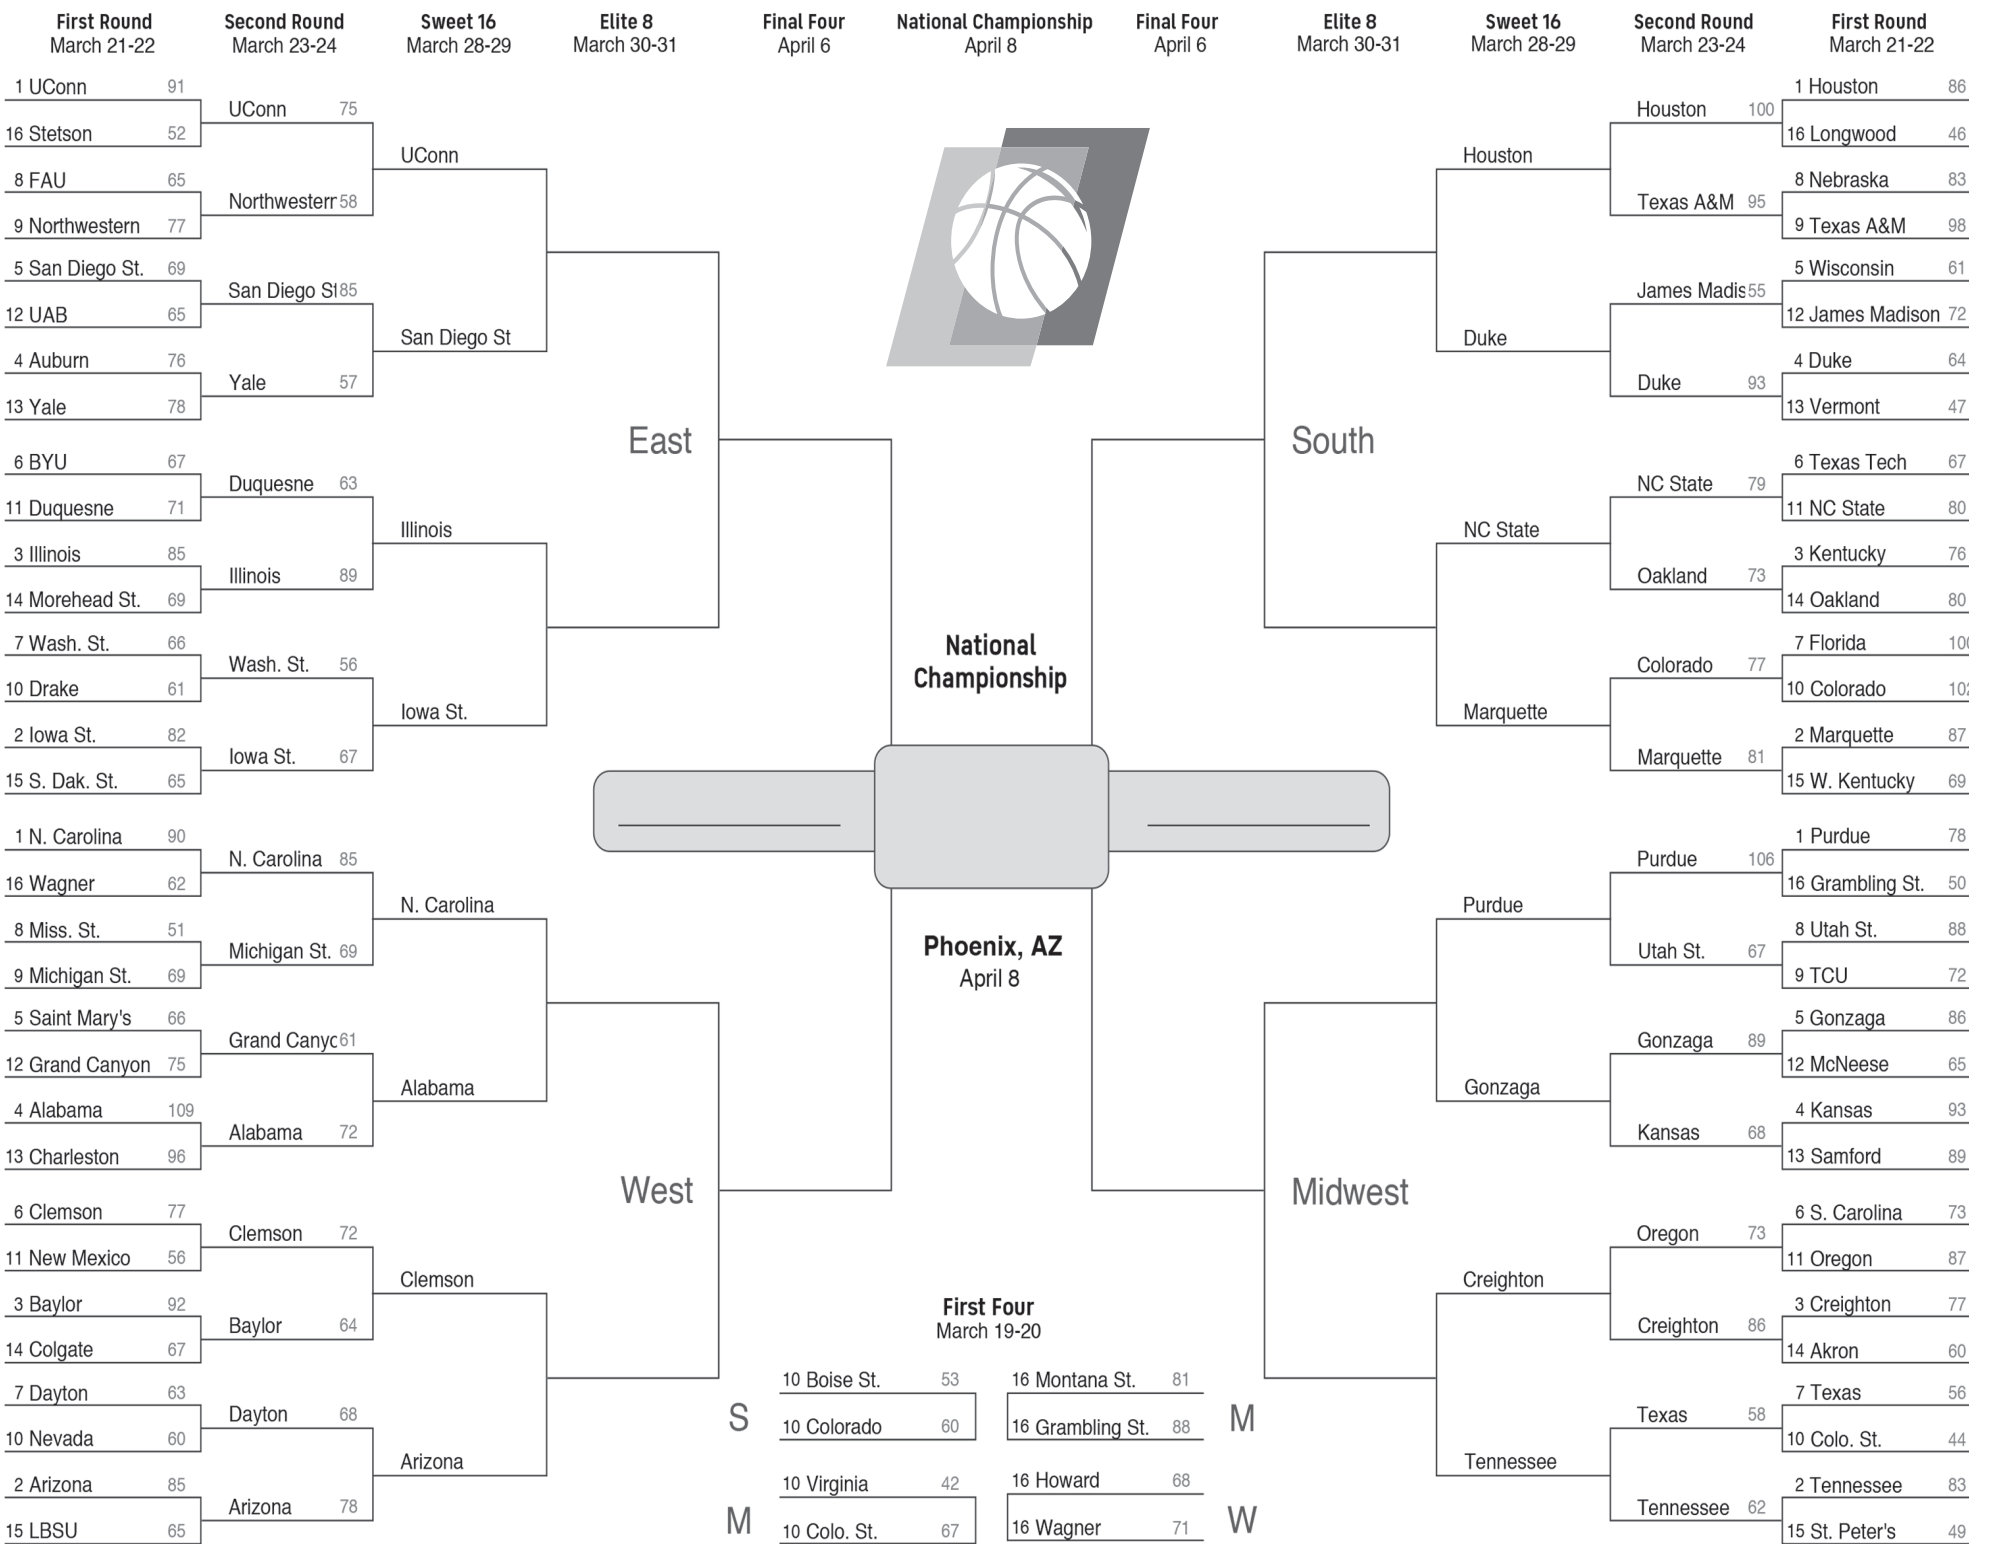 First Round
March 21-22
Second Round
March 23-24
Sweet 16
March 28-29
Elite 8
March 30-31
Final Four
April 6
National Championship
April 8
Final Four
April 6
Elite 8
March 30-31
Sweet 16
March 28-29
Second Round
March 23-24
First Round
March 21-22
1 UConn 91
16 Stetson 52
8 FAU 65
9 Northwestern 77
5 San Diego St. 69
12 UAB 65
4 Auburn 76
13 Yale 78
6 BYU 67
11 Duquesne 71
3 Illinois 85
14 Morehead St. 69
7 Wash. St. 66
10 Drake 61
2 Iowa St. 82
15 S. Dak. St. 65
UConn 75
Northwestern 58
San Diego St 85
Yale 57
Duquesne 63
Illinois 89
Wash. St. 56
Iowa St. 67
UConn
San Diego St
Illinois
Iowa St.
East
1 N. Carolina 90
16 Wagner 62
8 Miss. St. 51
9 Michigan St. 69
5 Saint Mary's 66
12 Grand Canyon 75
4 Alabama 109
13 Charleston 96
6 Clemson 77
11 New Mexico 56
3 Baylor 92
14 Colgate 67
7 Dayton 63
10 Nevada 60
2 Arizona 85
15 LBSU 65
N. Carolina 85
Michigan St. 69
Grand Canyo 61
Alabama 72
Clemson 72
Baylor 64
Dayton 68
Arizona 78
N. Carolina
Alabama
Clemson
Arizona
West
National
Championship
Phoenix, AZ
April 8
First Four
March 19-20
S
10 Boise St. 53
10 Colorado 60
16 Montana St. 81
16 Grambling St. 88
M
M
10 Virginia 42
10 Colo. St. 67
16 Howard 68
16 Wagner 71
W
South
Houston
Duke
NC State
Marquette
Houston 100
Texas A&M 95
James Madis 55
Duke 93
NC State 79
Oakland 73
Colorado 77
Marquette 81
1 Houston 86
16 Longwood 46
8 Nebraska 83
9 Texas A&M 98
5 Wisconsin 61
12 James Madison 72
4 Duke 64
13 Vermont 47
6 Texas Tech 67
11 NC State 80
3 Kentucky 76
14 Oakland 80
7 Florida 100
10 Colorado 102
2 Marquette 87
15 W. Kentucky 69
Midwest
Purdue
Gonzaga
Creighton
Tennessee
Purdue 106
Utah St. 67
Gonzaga 89
Kansas 68
Oregon 73
Creighton 86
Texas 58
Tennessee 62
1 Purdue 78
16 Grambling St. 50
8 Utah St. 88
9 TCU 72
5 Gonzaga 86
12 McNeese 65
4 Kansas 93
13 Samford 89
6 S. Carolina 73
11 Oregon 87
3 Creighton 77
14 Akron 60
7 Texas 56
10 Colo. St. 44
2 Tennessee 83
15 St. Peter's 49